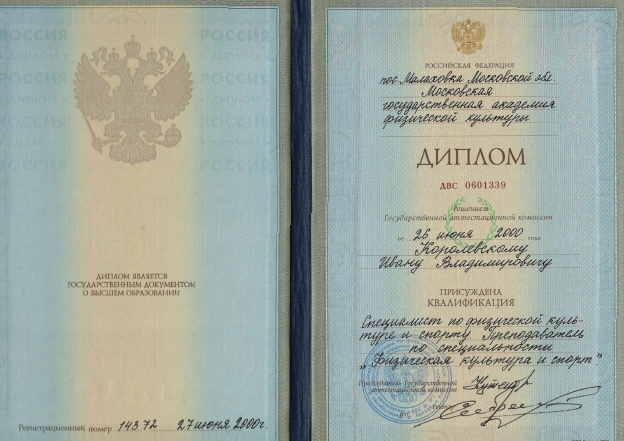 РОССИЯ
ДИПЛОМ ЯВЛЯЕТСЯ
ГОСУДАРСТВЕННЫМ ДОКУМЕНТОМ
О ВЫСШЕМ ОБРАЗОВАНИИ
Регистрационный номер 14372 27 июня 2000г.
РОССИЙСКАЯ ФЕДЕРАЦИЯ
пос. Малаховка Московской обл.
Московская
государственная академия
физической культуры
ДИПЛОМ
ДВС 0601339
Решением
Государственной аттестационной комиссии
от 26 июня 2000 года
Королевскому
Ивану Владимировичу
ПРИСУЖДЕНА
КВАЛИФИКАЦИЯ
Специалист по физической куль-
туре и спорту. Преподаватель
по специальности
„Физическая культура и спорт"
Председатель Государственной
аттестационной комиссии
Ректор